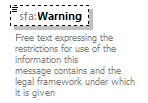 sfa:Warning
Free text expressing the
restrictions for use of the
information this
message contains and the
legal framework under which
it is given